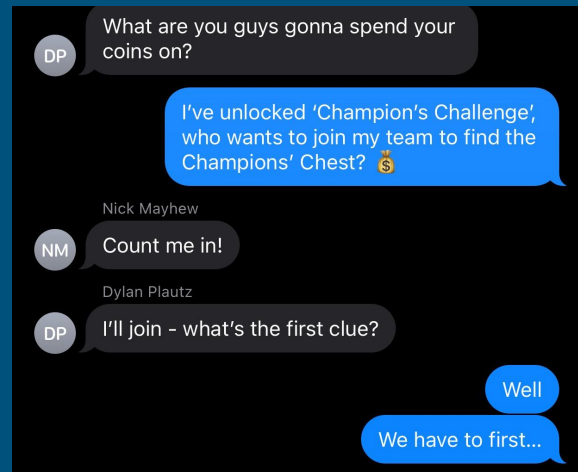 What are you guys gonna spend your
coins on?
DP
I’ve unlocked ‘Champion’s Challenge’,
who wants to join my team to find the
Champions’ Chest? 💰
Nick Mayhew
NM
Count me in!
Dylan Plautz
DP
I’ll join - what’s the first clue?
Well
We have to first...